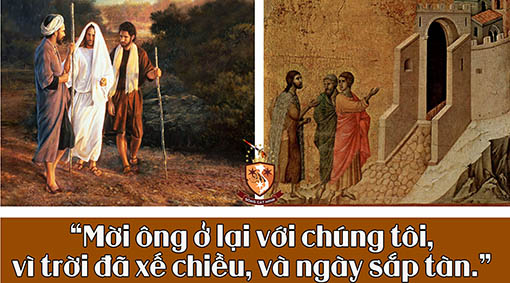 “Mời ông ở lại với chúng tôi,
vì trời đã xế chiều, và ngày sắp tàn.”